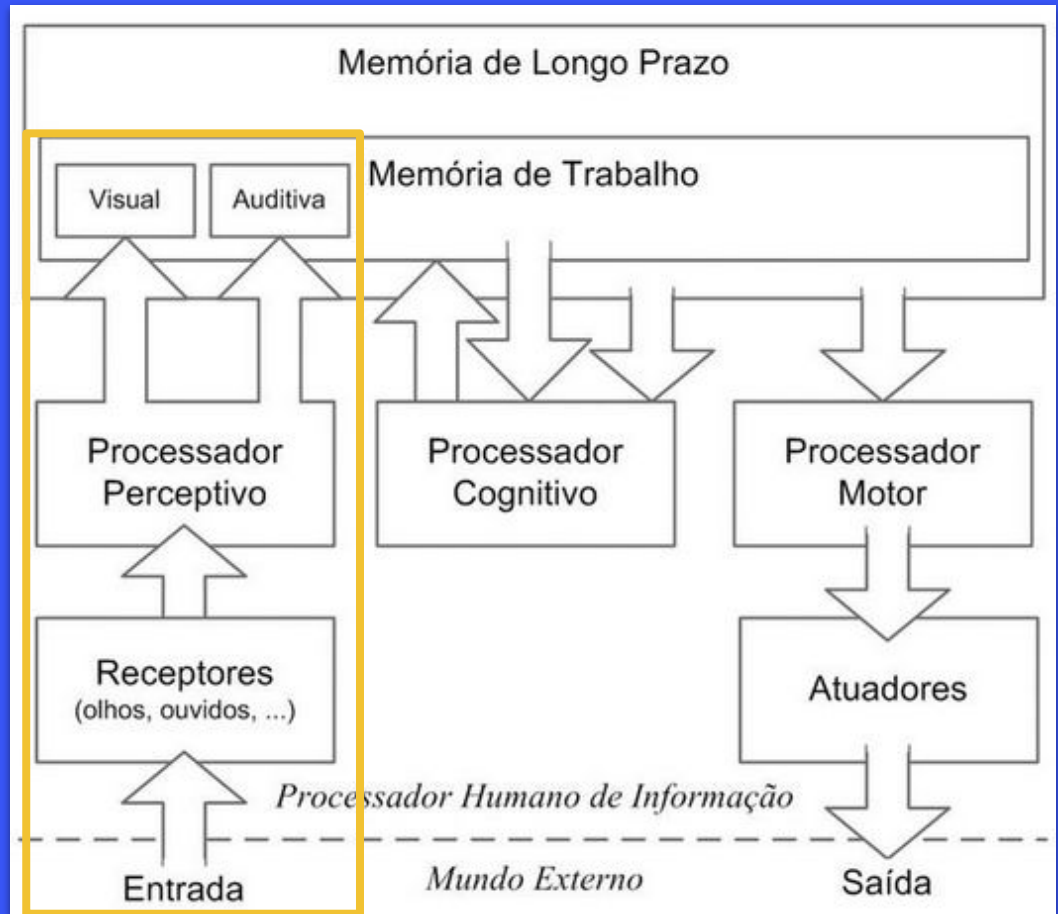 Memória de Longo Prazo
Memória de Trabalho
Visual
Auditiva
Processador
Perceptivo
Processador
Cognitivo
Processador
Motor
Receptores
(olhos, ouvidos, ...)
Atuadores
Processador Humano de Informação
Entrada
Mundo Externo
Saída